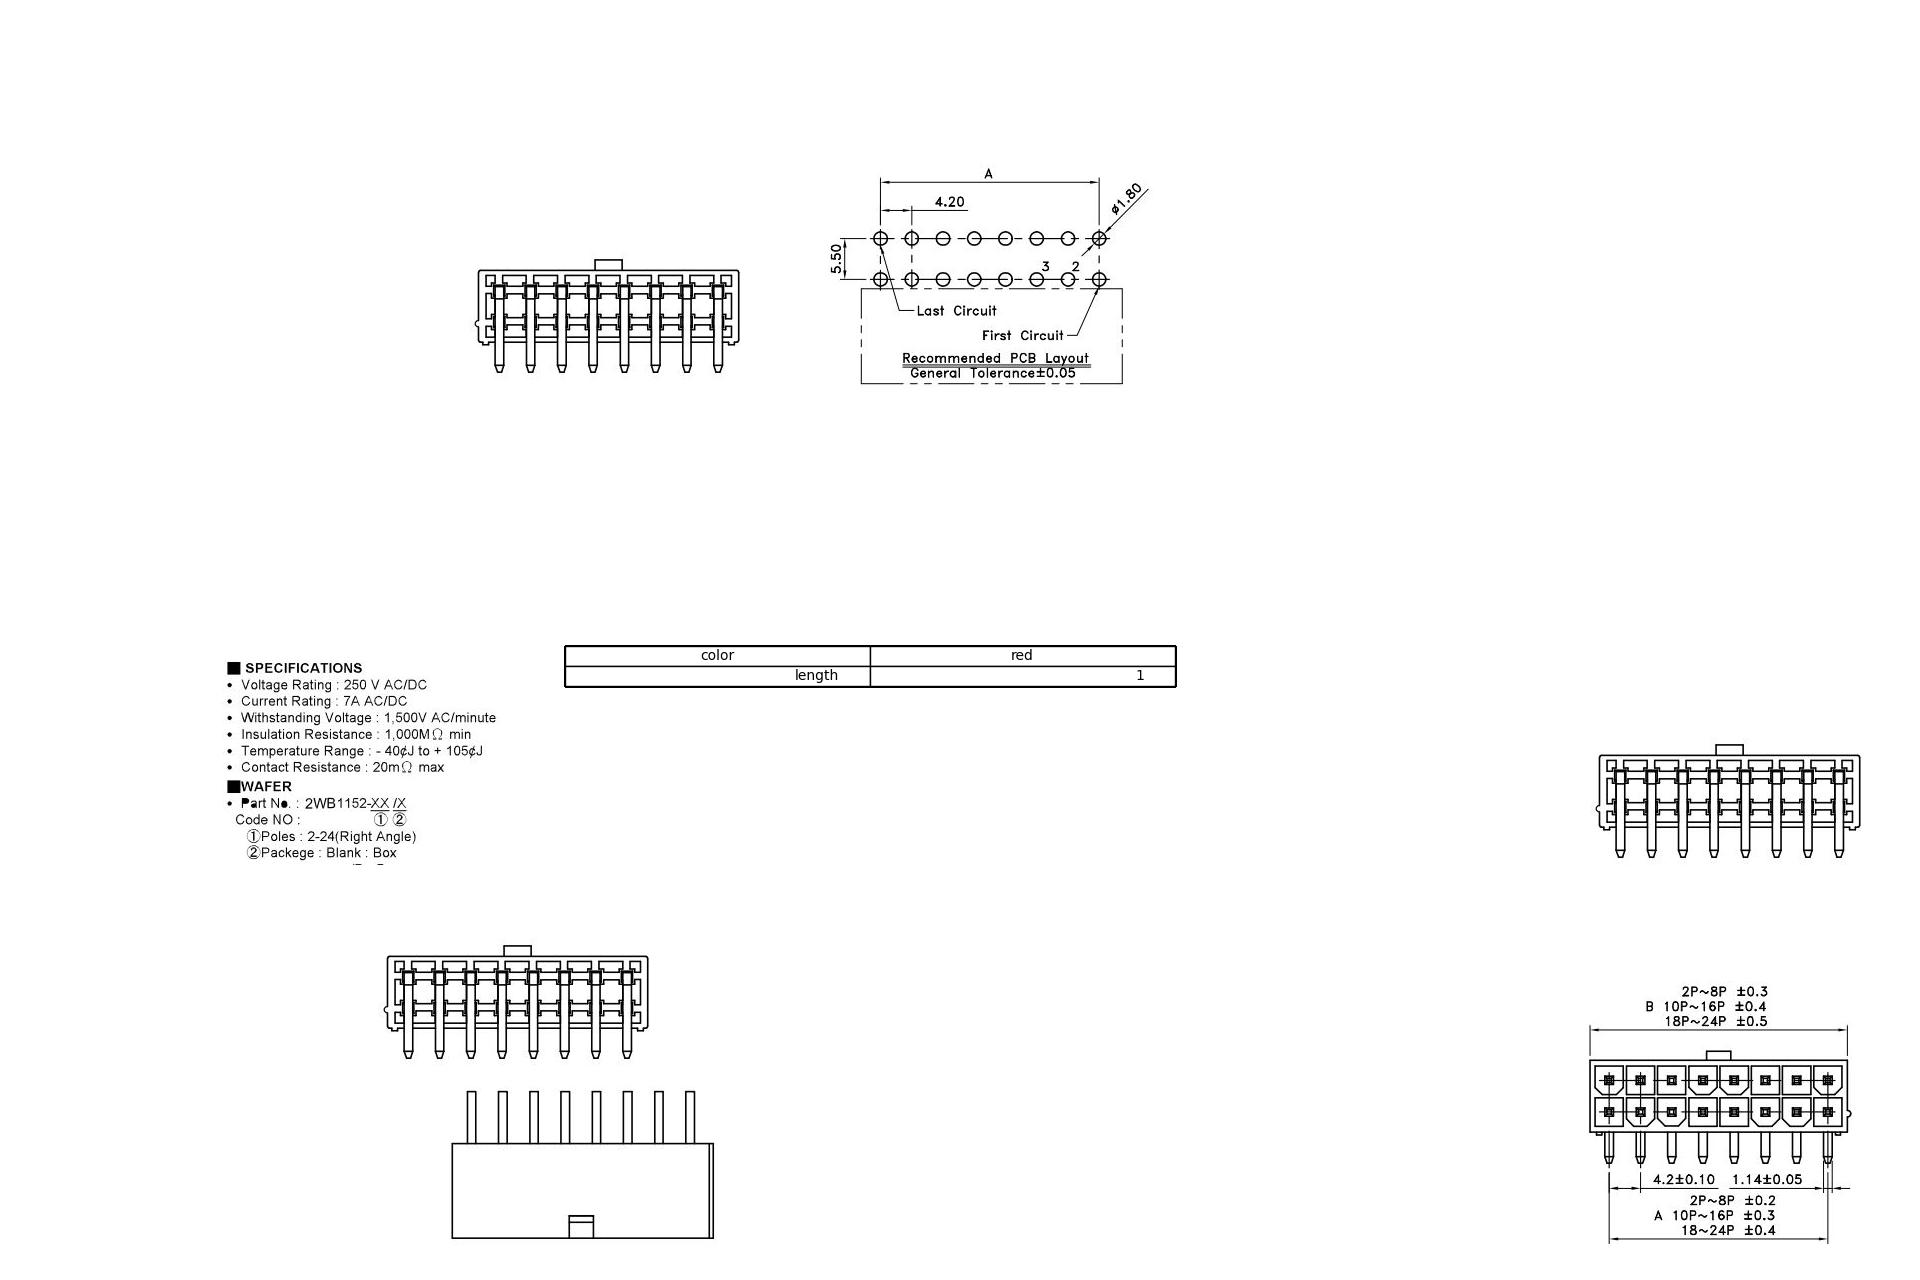 A
4.20
ø1.80
5.50
3 2
Last Circuit
First Circuit
Recommended PCB Layout
General Tolerance±0.05
color red
length 1
■ SPECIFICATIONS
• Voltage Rating : 250 V AC/DC
• Current Rating : 7A AC/DC
• Withstanding Voltage : 1,500V AC/minute
• Insulation Resistance : 1,000MΩ min
• Temperature Range : - 40¢J to + 105¢J
• Contact Resistance : 20mΩ max
■WAFER
• Part No. : 2WB1152-XX /X
Code NO : ① ②
①Poles : 2-24(Right Angle)
②Packege : Blank : Box
2P~8P ±0.3
B 10P~16P ±0.4
18P~24P ±0.5
4.2±0.10 1.14±0.05
2P~8P ±0.2
A 10P~16P ±0.3
18~24P ±0.4